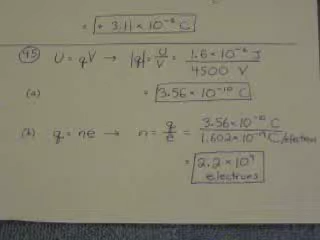 = + 3.11 × 10⁻⁸ C
45 U = qV → |q| = U/V = 1.6 × 10⁻⁶ J / 4500 V
(a) = 3.56 × 10⁻¹⁰ C
(b) q = ne → n = q/e = 3.56 × 10⁻¹⁰ C / 1.602 × 10⁻¹⁹ C/electron
= 2.2 × 10⁹
electrons